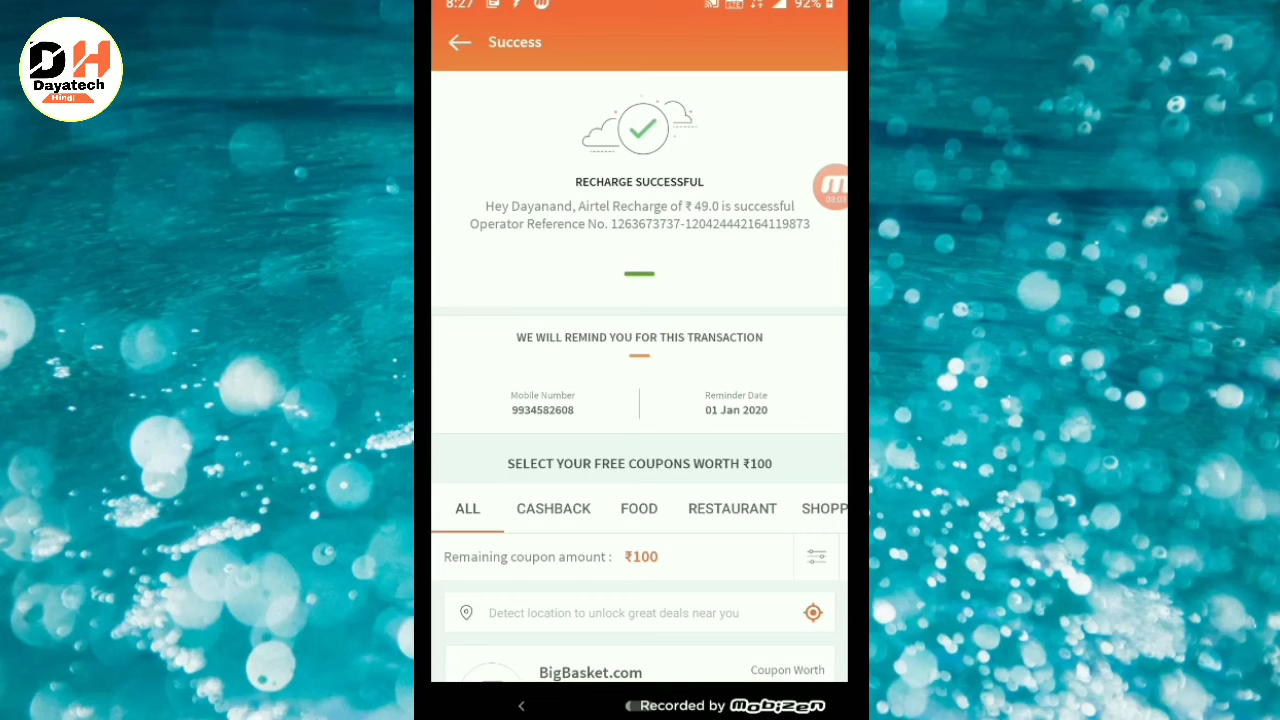 DH
Dayatech
Hindi
8:27
92%
Success
RECHARGE SUCCESSFUL
Hey Dayanand, Airtel Recharge of ₹ 49.0 is successful
Operator Reference No. 1263673737-120424442164119873
03:03
WE WILL REMIND YOU FOR THIS TRANSACTION
Mobile Number
9934582608
Reminder Date
01 Jan 2020
SELECT YOUR FREE COUPONS WORTH ₹100
ALL CASHBACK FOOD RESTAURANT SHOPP
Remaining coupon amount : ₹100
Detect location to unlock great deals near you
BigBasket.com
Coupon Worth
Recorded by mobizen